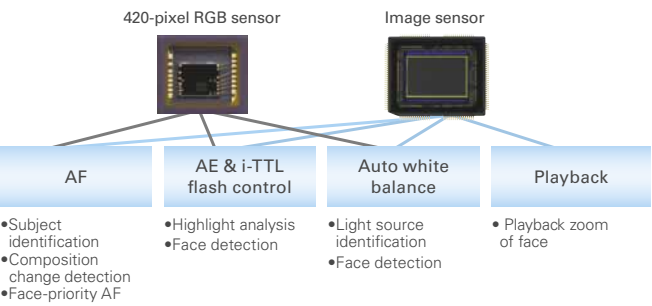 420-pixel RGB sensor
Image sensor
AF
•Subject
identification
•Composition
change detection
•Face-priority AF
AE & i-TTL
flash control
•Highlight analysis
•Face detection
Auto white
balance
•Light source
identification
•Face detection
Playback
• Playback zoom
of face